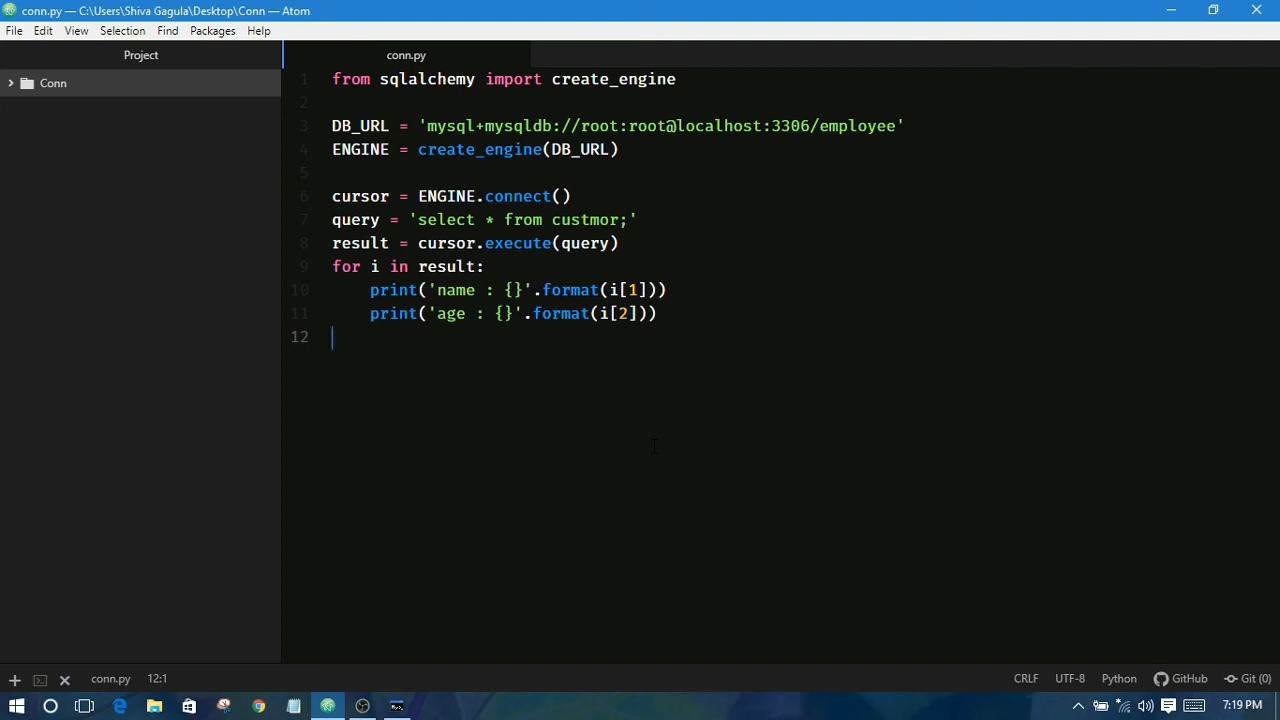 conn.py — C:\Users\Shiva Gagula\Desktop\Conn — Atom
File Edit View Selection Find Packages Help
Project
conn.py
Conn
1 from sqlalchemy import create_engine
2
3 DB_URL = 'mysql+mysqldb://root:root@localhost:3306/employee'
4 ENGINE = create_engine(DB_URL)
5
6 cursor = ENGINE.connect()
7 query = 'select * from custmor;'
8 result = cursor.execute(query)
9 for i in result:
10     print('name : {}'.format(i[1]))
11     print('age : {}'.format(i[2]))
12
conn.py 12:1 CRLF UTF-8 Python GitHub Git (0)
7:19 PM